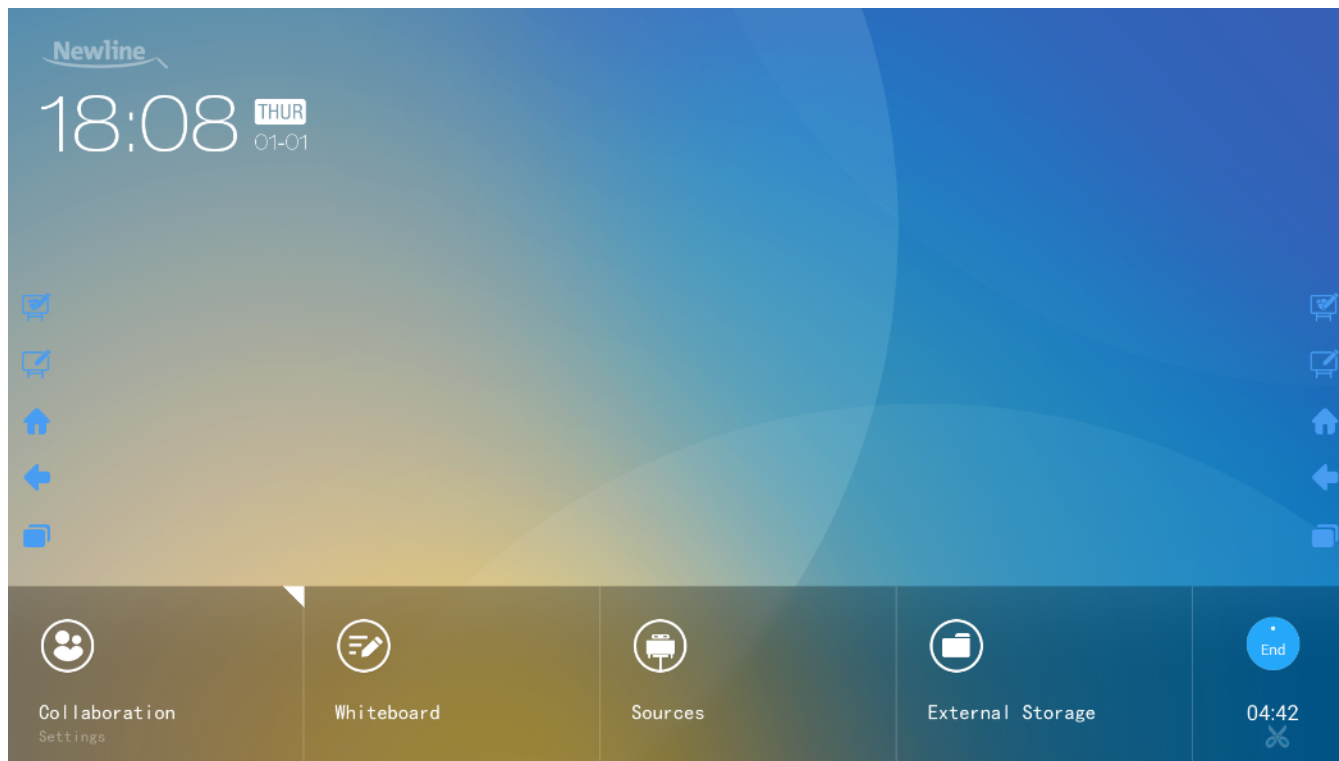 Newline
18:08
THUR
01-01
Collaboration
Settings
Whiteboard
Sources
External Storage
End
04:42